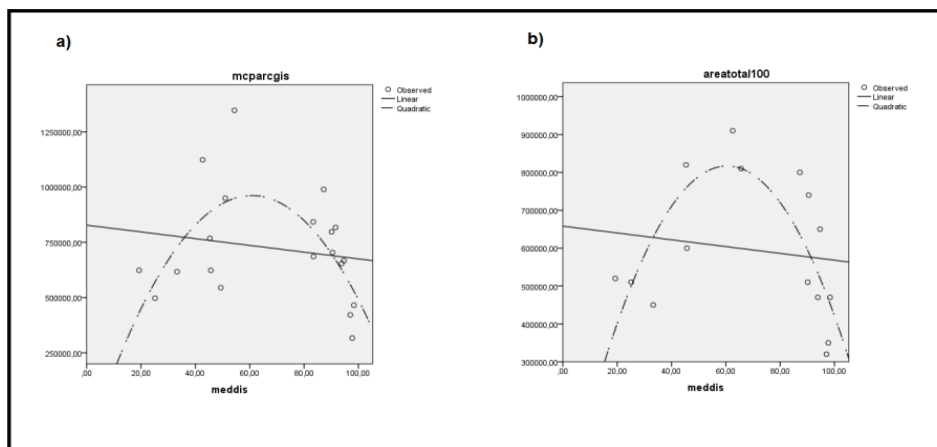 a)
mcparcgis
Observed
Linear
Quadratic
1250000,00
1000000,00
750000,00
500000,00
250000,00
,00
20,00
40,00
60,00
80,00
100,00
meddis
b)
areatotal100
Observed
Linear
Quadratic
1000000,00
900000,00
800000,00
700000,00
600000,00
500000,00
400000,00
300000,00
,00
20,00
40,00
60,00
80,00
100,00
meddis